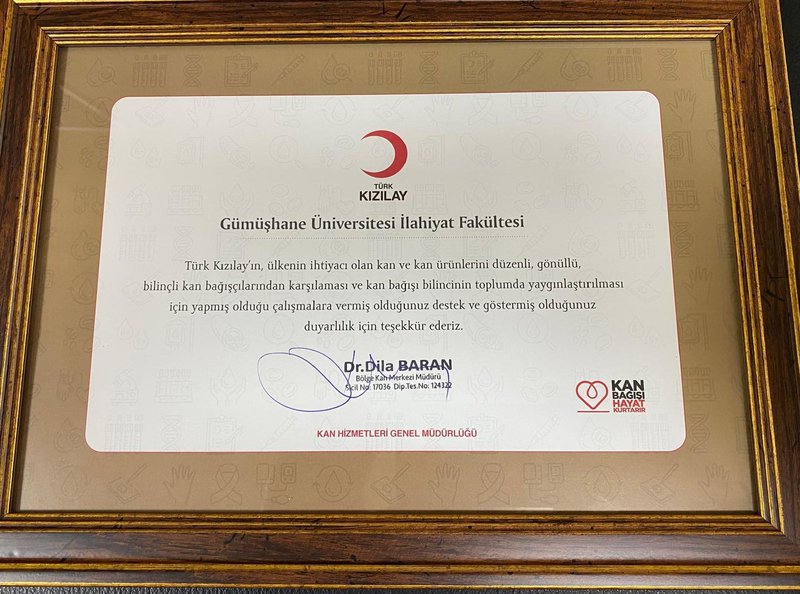 TÜRK
KIZILAY
Gümüşhane Üniversitesi İlahiyat Fakültesi
Türk Kızılay'ın, ülkenin ihtiyacı olan kan ve kan ürünlerini düzenli, gönüllü,
bilinçli kan bağışçılarından karşılaması ve kan bağışı bilincinin toplumda yaygınlaştırılması
için yapmış olduğu çalışmalara vermiş olduğunuz destek ve göstermiş olduğunuz
duyarlılık için teşekkür ederiz.
Dr.Dila BARAN
Bölge Kan Merkezi Müdürü
Sicil No: 17036 Dip.Tes.No: 124322
KAN
BAĞIŞI
HAYAT
KURTARIR
KAN HİZMETLERİ GENEL MÜDÜRLÜĞÜ